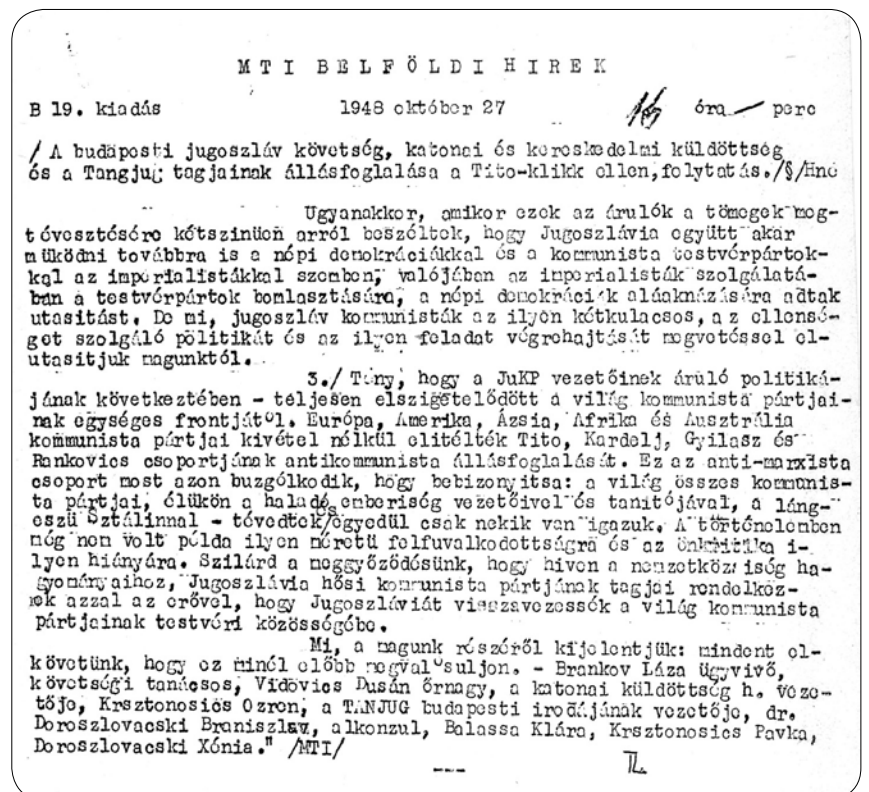 MTI BELFÖLDI HIREK
B 19. kiadás 1948 október 27 16 óra — perc
/ A budapesti jugoszláv követség, katonai és kereskedelmi küldöttség
és a Tangjug tagjainak állásfoglalása a Tito-klikk ellen, folytatás./§/Hnc
Ugyanakkor, amikor ezek az árulók a tömegek meg-
tévesztésére kétszinüen arról beszéltek, hogy Jugoszlávia együtt akar
müködni továbbra is a népi demokráciákkal és a kommunista testvérpártok-
kal az imperialistákkal szemben, valójában az imperialisták szolgálatá-
ban a testvérpártok bomlasztására, a népi demokráciák aláaknázására adtak
utasitást. De mi, jugoszláv kommunisták az ilyen kétkulacsos, az ellensé-
get szolgáló politikát és az ilyen feladat végrehajtását megvetéssel el-
utasitjuk magunktól.
3./ Tény, hogy a JuKP vezetőinek áruló politiká-
jának következtében - teljesen elszigetelődött a világ kommunista pártjai-
nak egységes frontjától. Európa, Amerika, Ázsia, Afrika és Ausztrália
kommunista pártjai kivétel nélkül elitélték Tito, Kardelj, Gyilasz és
Rankovics csoportjának antikommunista állásfoglalását. Ez az anti-marxista
csoport most azon buzgólkodik, hogy bebizonyitsa: a világ összes kommunis-
ta pártjai, élükön a haladó emberiség vezetőivel és tanitójával, a láng-
eszü Sztálinnal - tévedtek/egyedül csak nekik van igazuk. A történelemben
még nem volt példa ilyen méretü felfuvalkodottságra és az önkritika i-
lyen hiányára. Szilárd a meggyőződésünk, hogy hiven a nemzetköziség ha-
gyományaihoz, Jugoszlávia hősi kommunista pártjának tagjai rendelkez-
nek azzal az erővel, hogy Jugoszláviát visszavezessék a világ kommunista
pártjainak testvéri közösségébe.
Mi, a magunk részéről kijelentjük: mindent el-
követünk, hogy ez minél előbb megvalósuljon. - Brankov Láza ügyvivő,
követségi tanácsos, Vidovics Dusán őrnagy, a katonai küldöttség h. veze-
tője, Krsztonosics Ozren, a TANJUG budapesti irodájának vezetője, dr.
Doroszlovacski Braniszlav, alkonzul, Balassa Klára, Krsztonosics Pavka,
Doroszlovacski Xénia." /MTI/
---